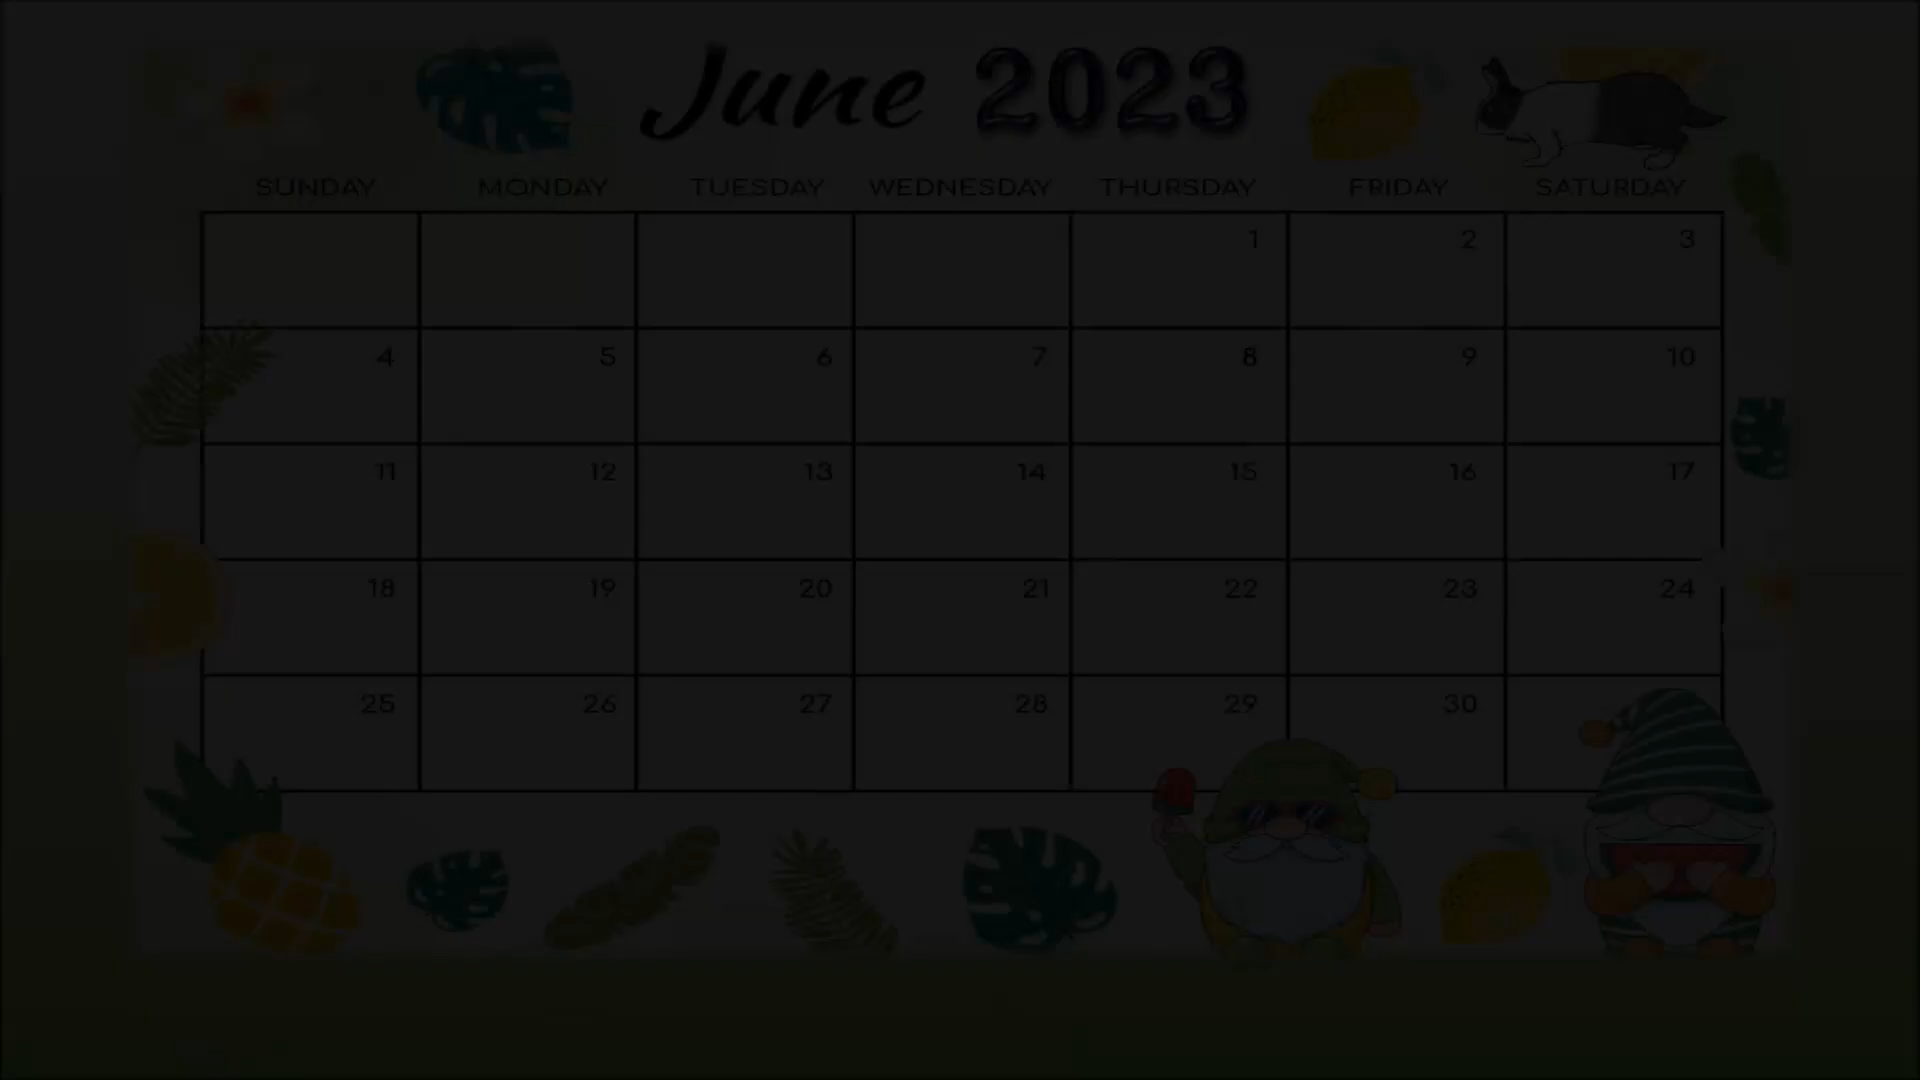 June 2023
SUNDAY MONDAY TUESDAY WEDNESDAY THURSDAY FRIDAY SATURDAY
1 2 3
4 5 6 7 8 9 10
11 12 13 14 15 16 17
18 19 20 21 22 23 24
25 26 27 28 29 30